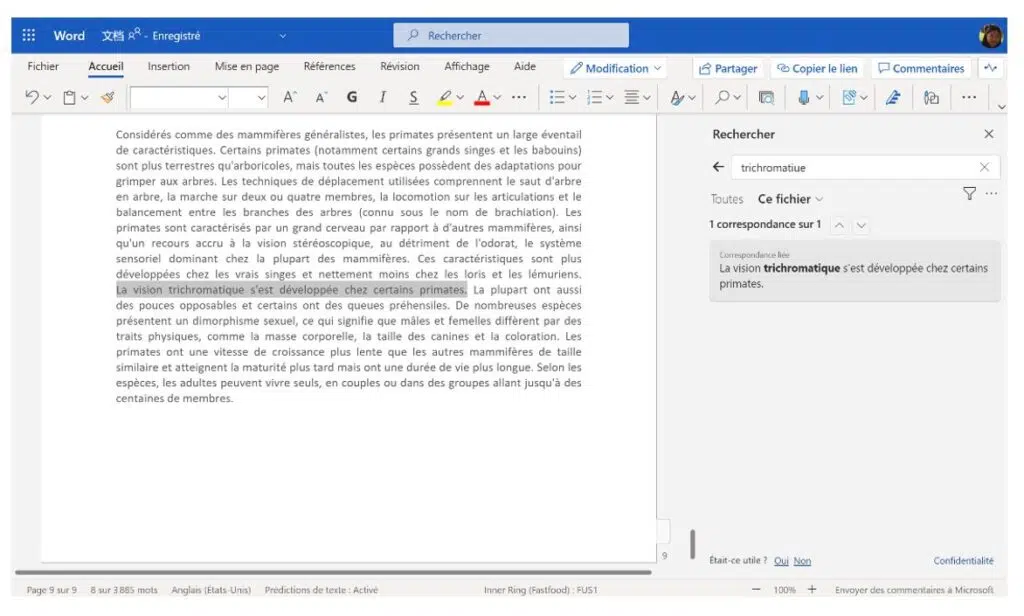 Word 文档 - Enregistré Rechercher
Fichier Accueil Insertion Mise en page Références Révision Affichage Aide Modification Partager Copier le lien Commentaires
A A G I S A
Considérés comme des mammifères généralistes, les primates présentent un large éventail
de caractéristiques. Certains primates (notamment certains grands singes et les babouins)
sont plus terrestres qu'arboricoles, mais toutes les espèces possèdent des adaptations pour
grimper aux arbres. Les techniques de déplacement utilisées comprennent le saut d'arbre
en arbre, la marche sur deux ou quatre membres, la locomotion sur les articulations et le
balancement entre les branches des arbres (connu sous le nom de brachiation). Les
primates sont caractérisés par un grand cerveau par rapport à d'autres mammifères, ainsi
qu'un recours accru à la vision stéréoscopique, au détriment de l'odorat, le système
sensoriel dominant chez la plupart des mammifères. Ces caractéristiques sont plus
développées chez les vrais singes et nettement moins chez les loris et les lémuriens.
La vision trichromatique s'est développée chez certains primates. La plupart ont aussi
des pouces opposables et certains ont des queues préhensiles. De nombreuses espèces
présentent un dimorphisme sexuel, ce qui signifie que mâles et femelles diffèrent par des
traits physiques, comme la masse corporelle, la taille des canines et la coloration. Les
primates ont une vitesse de croissance plus lente que les autres mammifères de taille
similaire et atteignent la maturité plus tard mais ont une durée de vie plus longue. Selon les
espèces, les adultes peuvent vivre seuls, en couples ou dans des groupes allant jusqu'à des
centaines de membres.
9
Rechercher
trichromatiue
Toutes Ce fichier
1 correspondance sur 1
Correspondance liée
La vision trichromatique s'est développée chez certains
primates.
Était-ce utile ? Oui Non Confidentialité
Page 9 sur 9 8 sur 3 885 mots Anglais (États-Unis) Prédictions de texte : Activé Inner Ring (Fastfood) : FUS1 100% Envoyer des commentaires à Microsoft